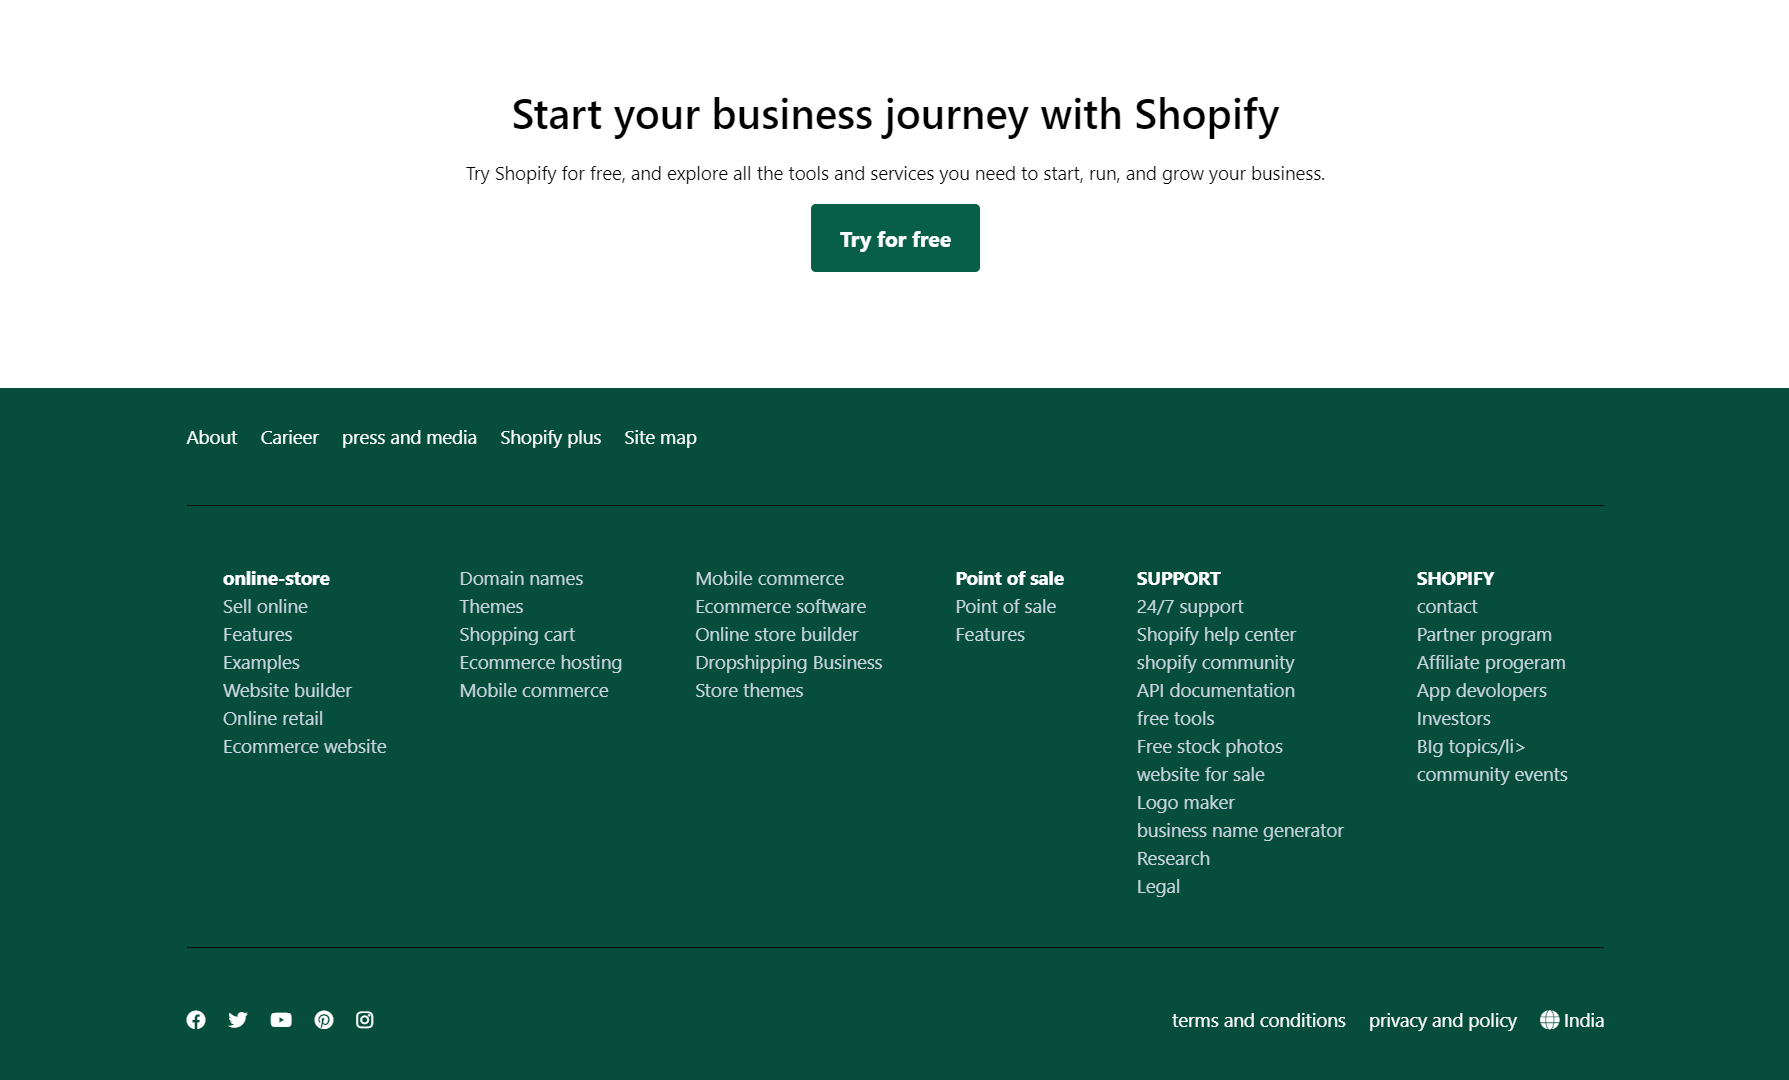 Start your business journey with Shopify
Try Shopify for free, and explore all the tools and services you need to start, run, and grow your business.
Try for free
About
Carieer
press and media
Shopify plus
Site map
online-store
Sell online
Features
Examples
Website builder
Online retail
Ecommerce website
Domain names
Themes
Shopping cart
Ecommerce hosting
Mobile commerce
Mobile commerce
Ecommerce software
Online store builder
Dropshipping Business
Store themes
Point of sale
Point of sale
Features
SUPPORT
24/7 support
Shopify help center
shopify community
API documentation
free tools
Free stock photos
website for sale
Logo maker
business name generator
Research
Legal
SHOPIFY
contact
Partner program
Affiliate progeram
App devolopers
Investors
BIg topics/li>
community events
terms and conditions
privacy and policy
India